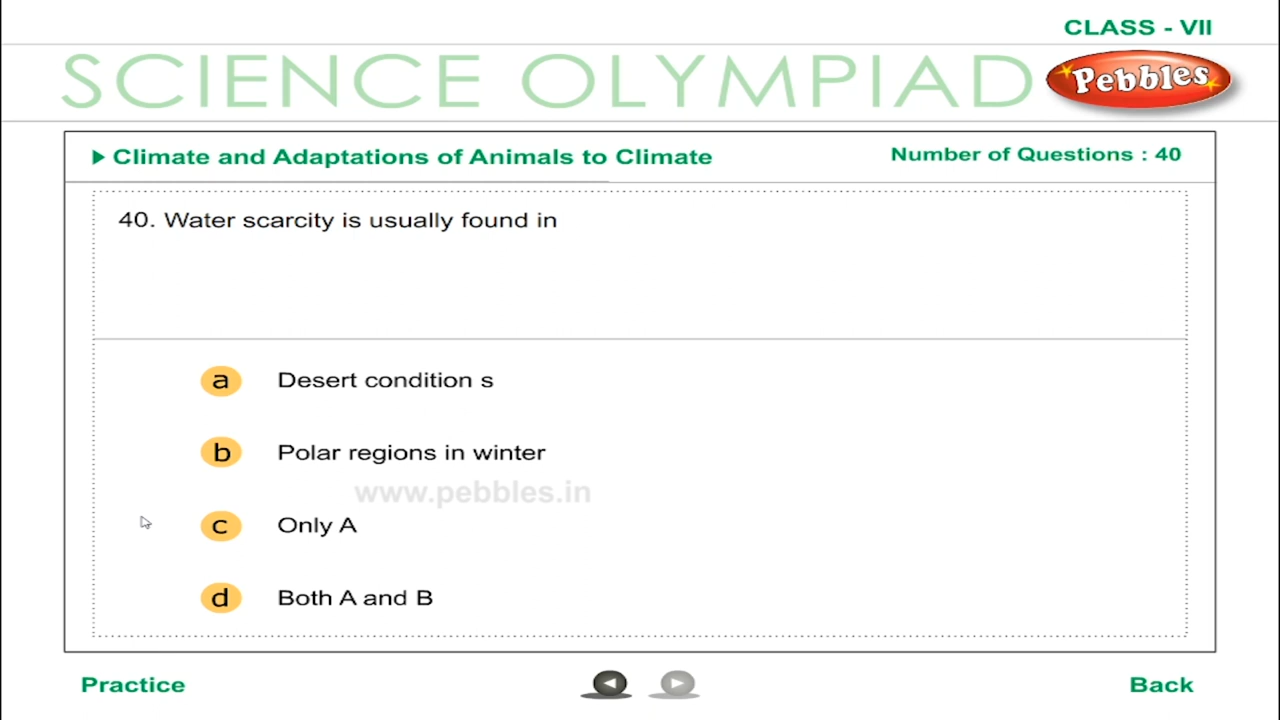 CLASS - VII
SCIENCE OLYMPIAD
Pebbles
Climate and Adaptations of Animals to Climate
Number of Questions : 40
40. Water scarcity is usually found in
a Desert condition s
b Polar regions in winter
www.pebbles.in
c Only A
d Both A and B
Practice
Back